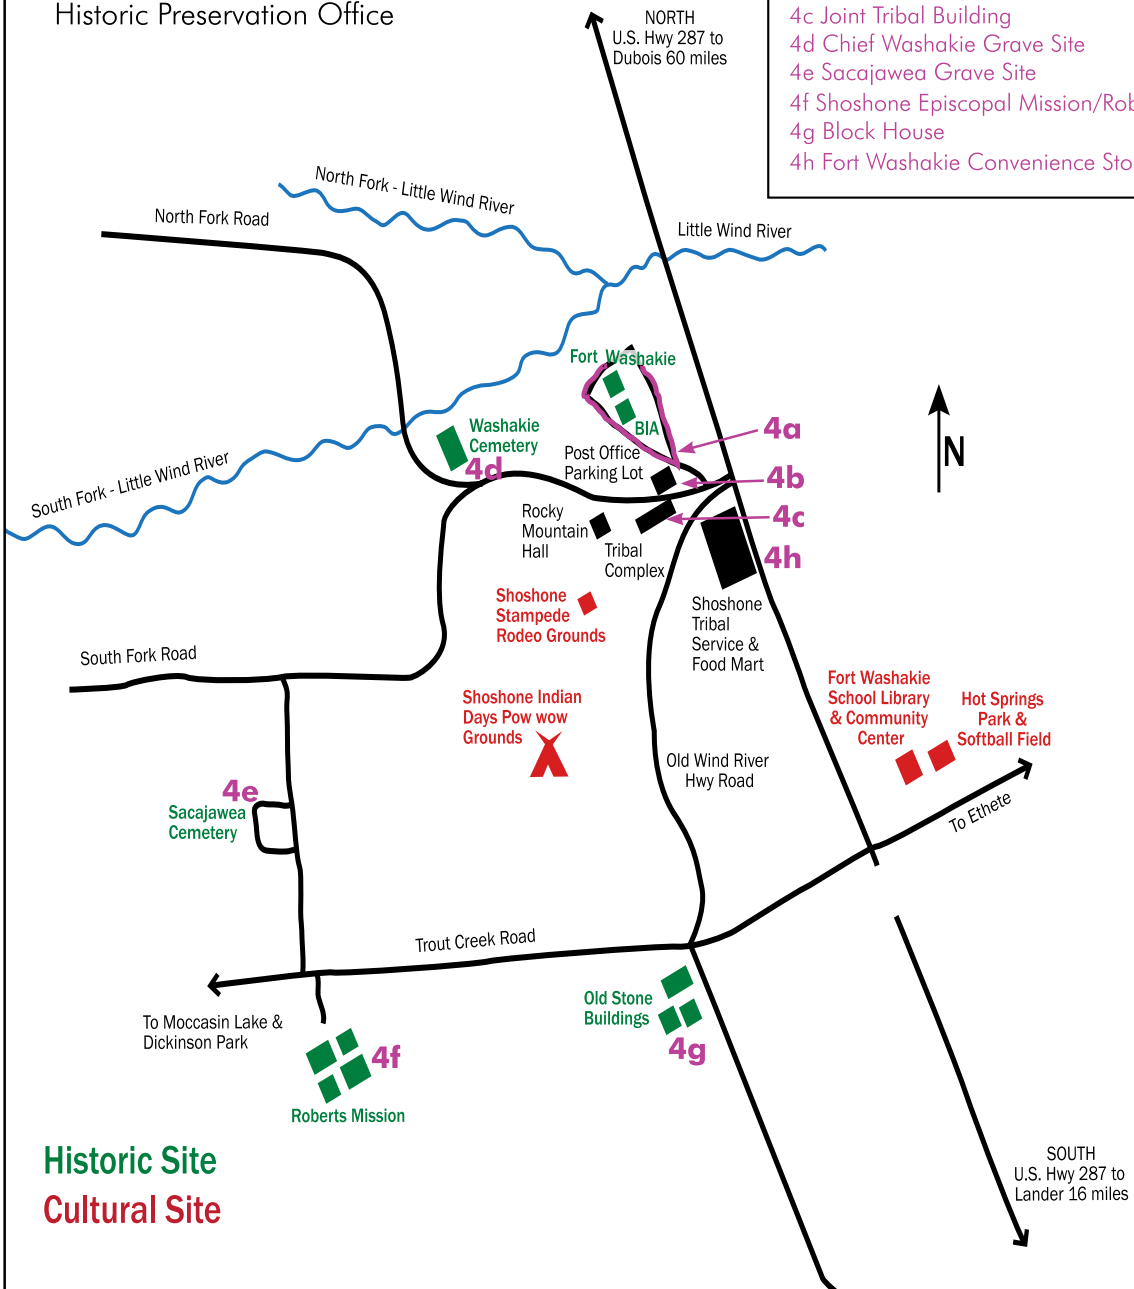 Historic Preservation Office
NORTH
U.S. Hwy 287 to
Dubois 60 miles
4c Joint Tribal Building
4d Chief Washakie Grave Site
4e Sacajawea Grave Site
4f Shoshone Episcopal Mission/Rob
4g Block House
4h Fort Washakie Convenience Sto
North Fork - Little Wind River
North Fork Road
Little Wind River
Fort Washakie
BIA
Washakie
Cemetery
4d
4a
Post Office
Parking Lot
4b
N
South Fork - Little Wind River
Rocky
Mountain
Hall
Tribal
Complex
4c
4h
Shoshone
Stampede
Rodeo Grounds
Shoshone
Tribal
Service &
Food Mart
South Fork Road
Shoshone Indian
Days Pow wow
Grounds
Fort Washakie
School Library
& Community
Center
Hot Springs
Park &
Softball Field
Old Wind River
Hwy Road
4e
Sacajawea
Cemetery
To Ethete
Trout Creek Road
To Moccasin Lake &
Dickinson Park
Old Stone
Buildings
4g
4f
Roberts Mission
Historic Site
Cultural Site
SOUTH
U.S. Hwy 287 to
Lander 16 miles